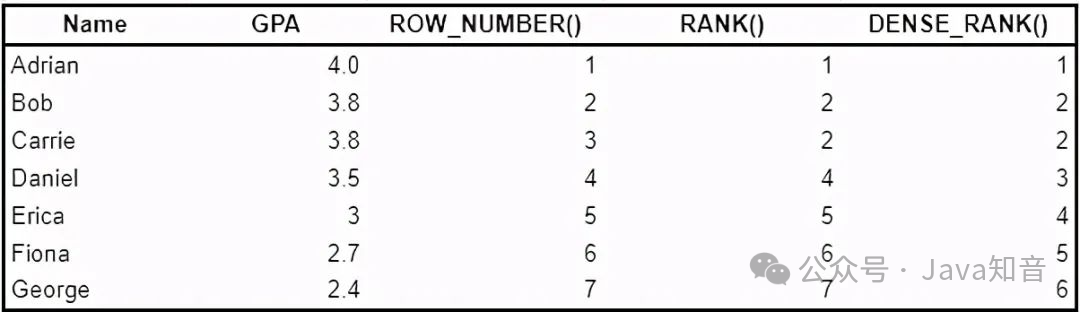 Name GPA ROW_NUMBER() RANK() DENSE_RANK()
Adrian 4.0 1 1 1
Bob 3.8 2 2 2
Carrie 3.8 3 2 2
Daniel 3.5 4 4 3
Erica 3 5 5 4
Fiona 2.7 6 6 5
George 2.4 7 7 6
公众号 · Java知音